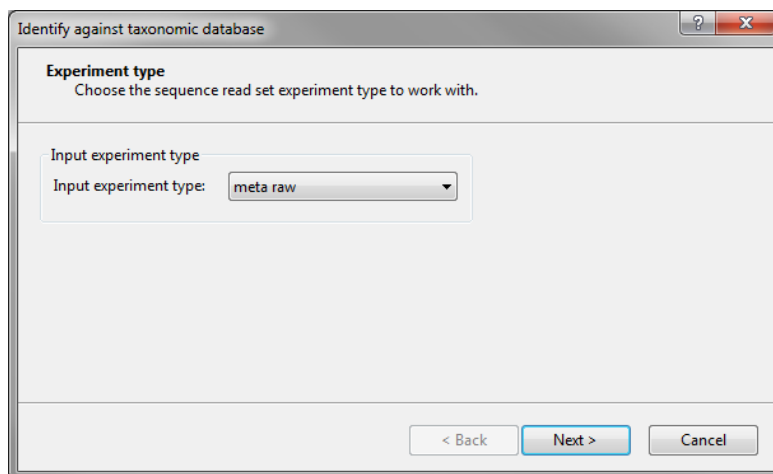 Identify against taxonomic database
?
X
Experiment type
Choose the sequence read set experiment type to work with.
Input experiment type
Input experiment type: meta raw
< Back Next > Cancel